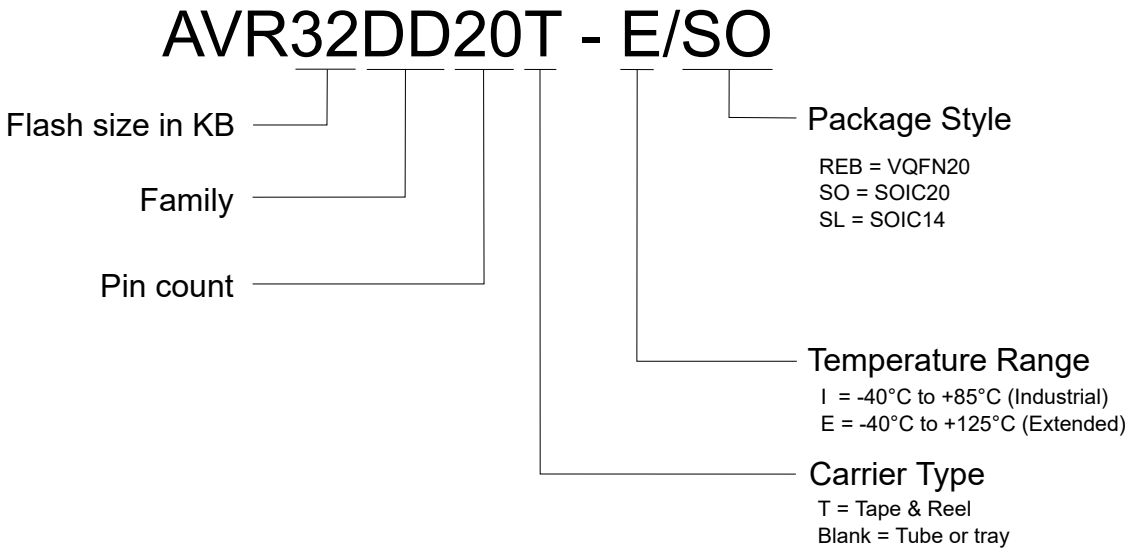 AVR32DD20T - E/SO
Flash size in KB
Family
Pin count
Package Style
REB = VQFN20
SO = SOIC20
SL = SOIC14
Temperature Range
I = -40°C to +85°C (Industrial)
E = -40°C to +125°C (Extended)
Carrier Type
T = Tape & Reel
Blank = Tube or tray